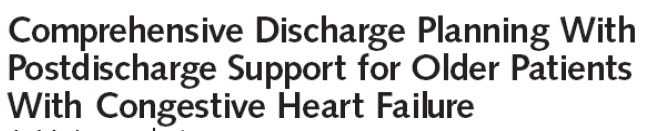 Comprehensive Discharge Planning With
Postdischarge Support for Older Patients
With Congestive Heart Failure